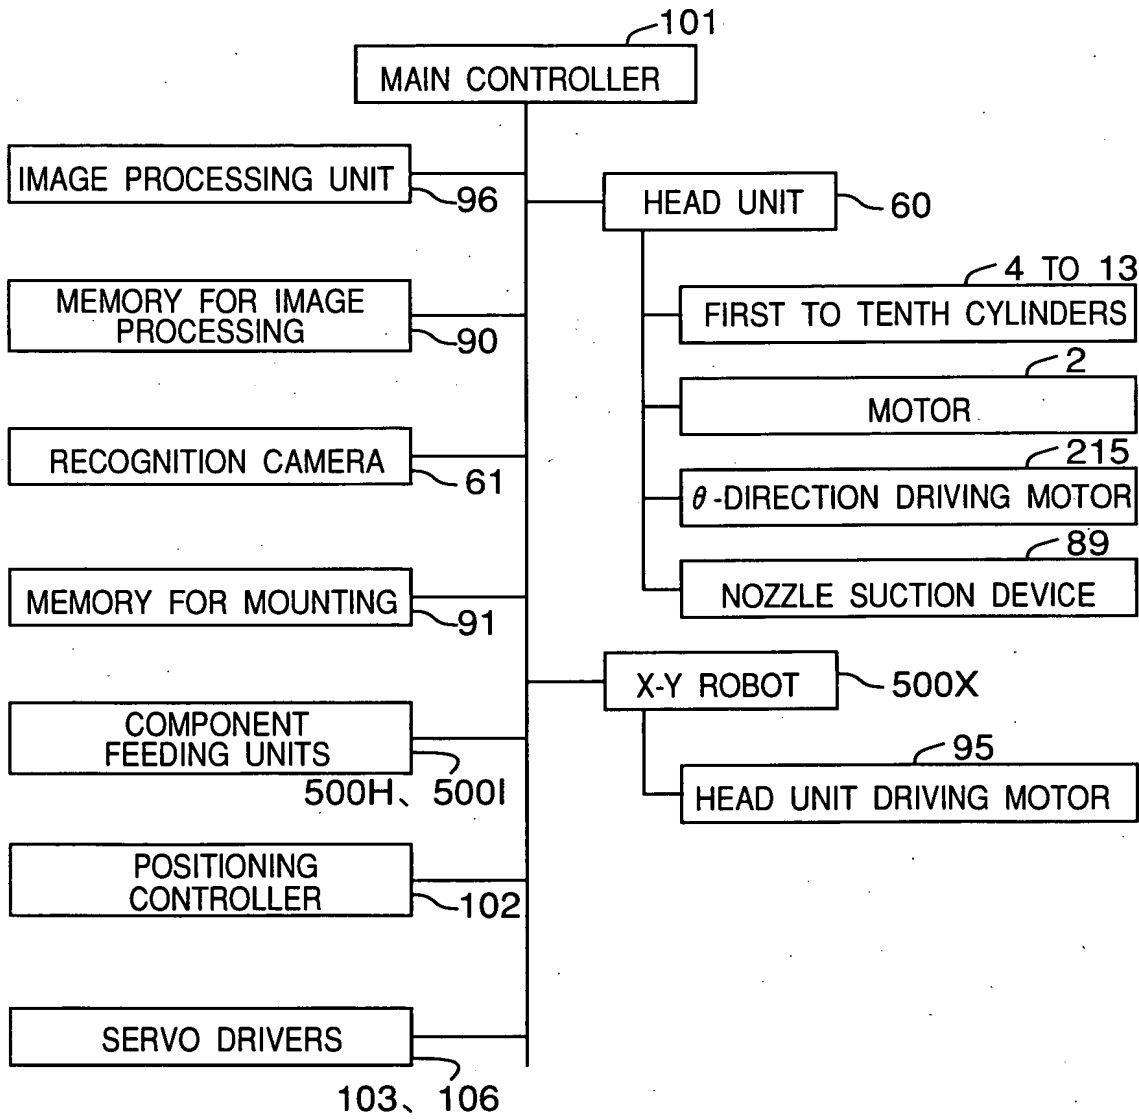 101
MAIN CONTROLLER
IMAGE PROCESSING UNIT
96
MEMORY FOR IMAGE
PROCESSING
90
RECOGNITION CAMERA
61
MEMORY FOR MOUNTING
91
COMPONENT
FEEDING UNITS
500H、500I
POSITIONING
CONTROLLER
102
SERVO DRIVERS
103、106
HEAD UNIT
60
4 TO 13
FIRST TO TENTH CYLINDERS
2
MOTOR
215
θ-DIRECTION DRIVING MOTOR
89
NOZZLE SUCTION DEVICE
X-Y ROBOT
500X
95
HEAD UNIT DRIVING MOTOR